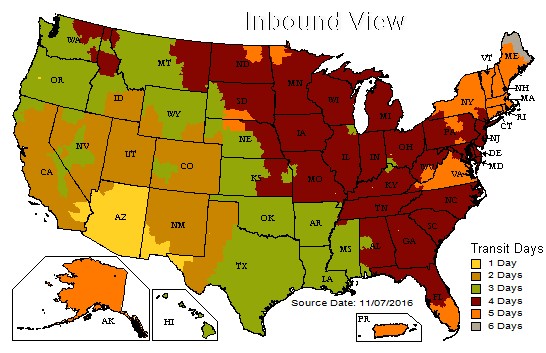 Inbound View
WA
MT
ND
MN
OR
ID
SD
WI
MI
NY
VT
ME
NH
MA
RI
CT
NJ
DE
MD
WY
IA
NE
NV
UT
CO
CA
IL
IN
OH
PA
WV
VA
KS
MO
KY
NC
TN
SC
AZ
NM
OK
AR
MS
AL
GA
TX
LA
FL
AK
HI
PR
Source Date: 11/07/2016
Transit Days
1 Day
2 Days
3 Days
4 Days
5 Days
6 Days